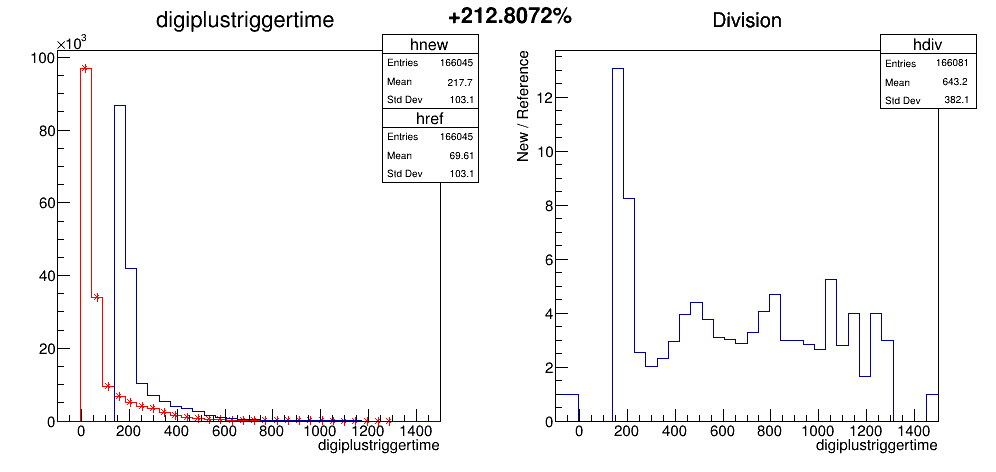 digiplustriggertime
+212.8072%
Division
×10³
hnew
Entries 166045
Mean 217.7
Std Dev 103.1
href
Entries 166045
Mean 69.61
Std Dev 103.1
100
80
60
40
20
0
0 200 400 600 800 1000 1200 1400
digiplustriggertime
hdiv
Entries 166081
Mean 643.2
Std Dev 382.1
New / Reference
12
10
8
6
4
2
0
0 200 400 600 800 1000 1200 1400
digiplustriggertime